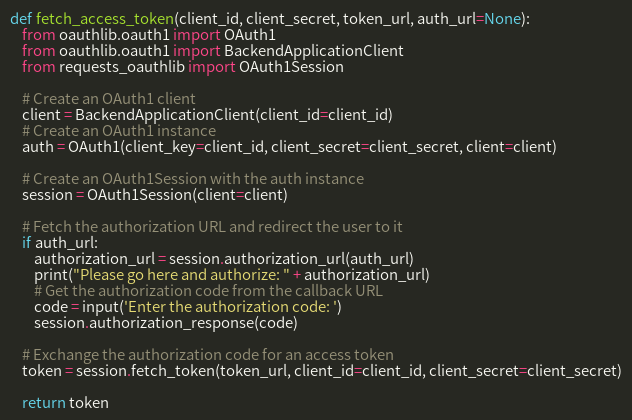 def fetch_access_token(client_id, client_secret, token_url, auth_url=None):
from oauthlib.oauth1 import OAuth1
from oauthlib.oauth1 import BackendApplicationClient
from requests_oauthlib import OAuth1Session
# Create an OAuth1 client
client = BackendApplicationClient(client_id=client_id)
# Create an OAuth1 instance
auth = OAuth1(client_key=client_id, client_secret=client_secret, client=client)
# Create an OAuth1Session with the auth instance
session = OAuth1Session(client=client)
# Fetch the authorization URL and redirect the user to it
if auth_url:
authorization_url = session.authorization_url(auth_url)
print("Please go here and authorize: " + authorization_url)
# Get the authorization code from the callback URL
code = input('Enter the authorization code: ')
session.authorization_response(code)
# Exchange the authorization code for an access token
token = session.fetch_token(token_url, client_id=client_id, client_secret=client_secret)
return token